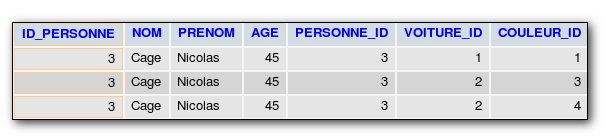 ID_PERSONNE NOM PRENOM AGE PERSONNE_ID VOITURE_ID COULEUR_ID
3 Cage Nicolas 45 3 1 1
3 Cage Nicolas 45 3 2 3
3 Cage Nicolas 45 3 2 4